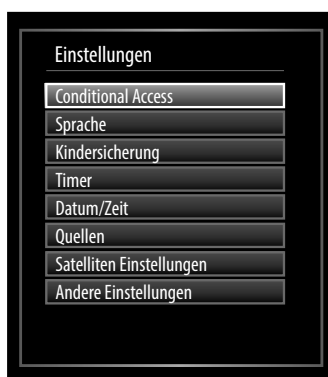 Einstellungen
Conditional Access
Sprache
Kindersicherung
Timer
Datum/Zeit
Quellen
Satelliten Einstellungen
Andere Einstellungen